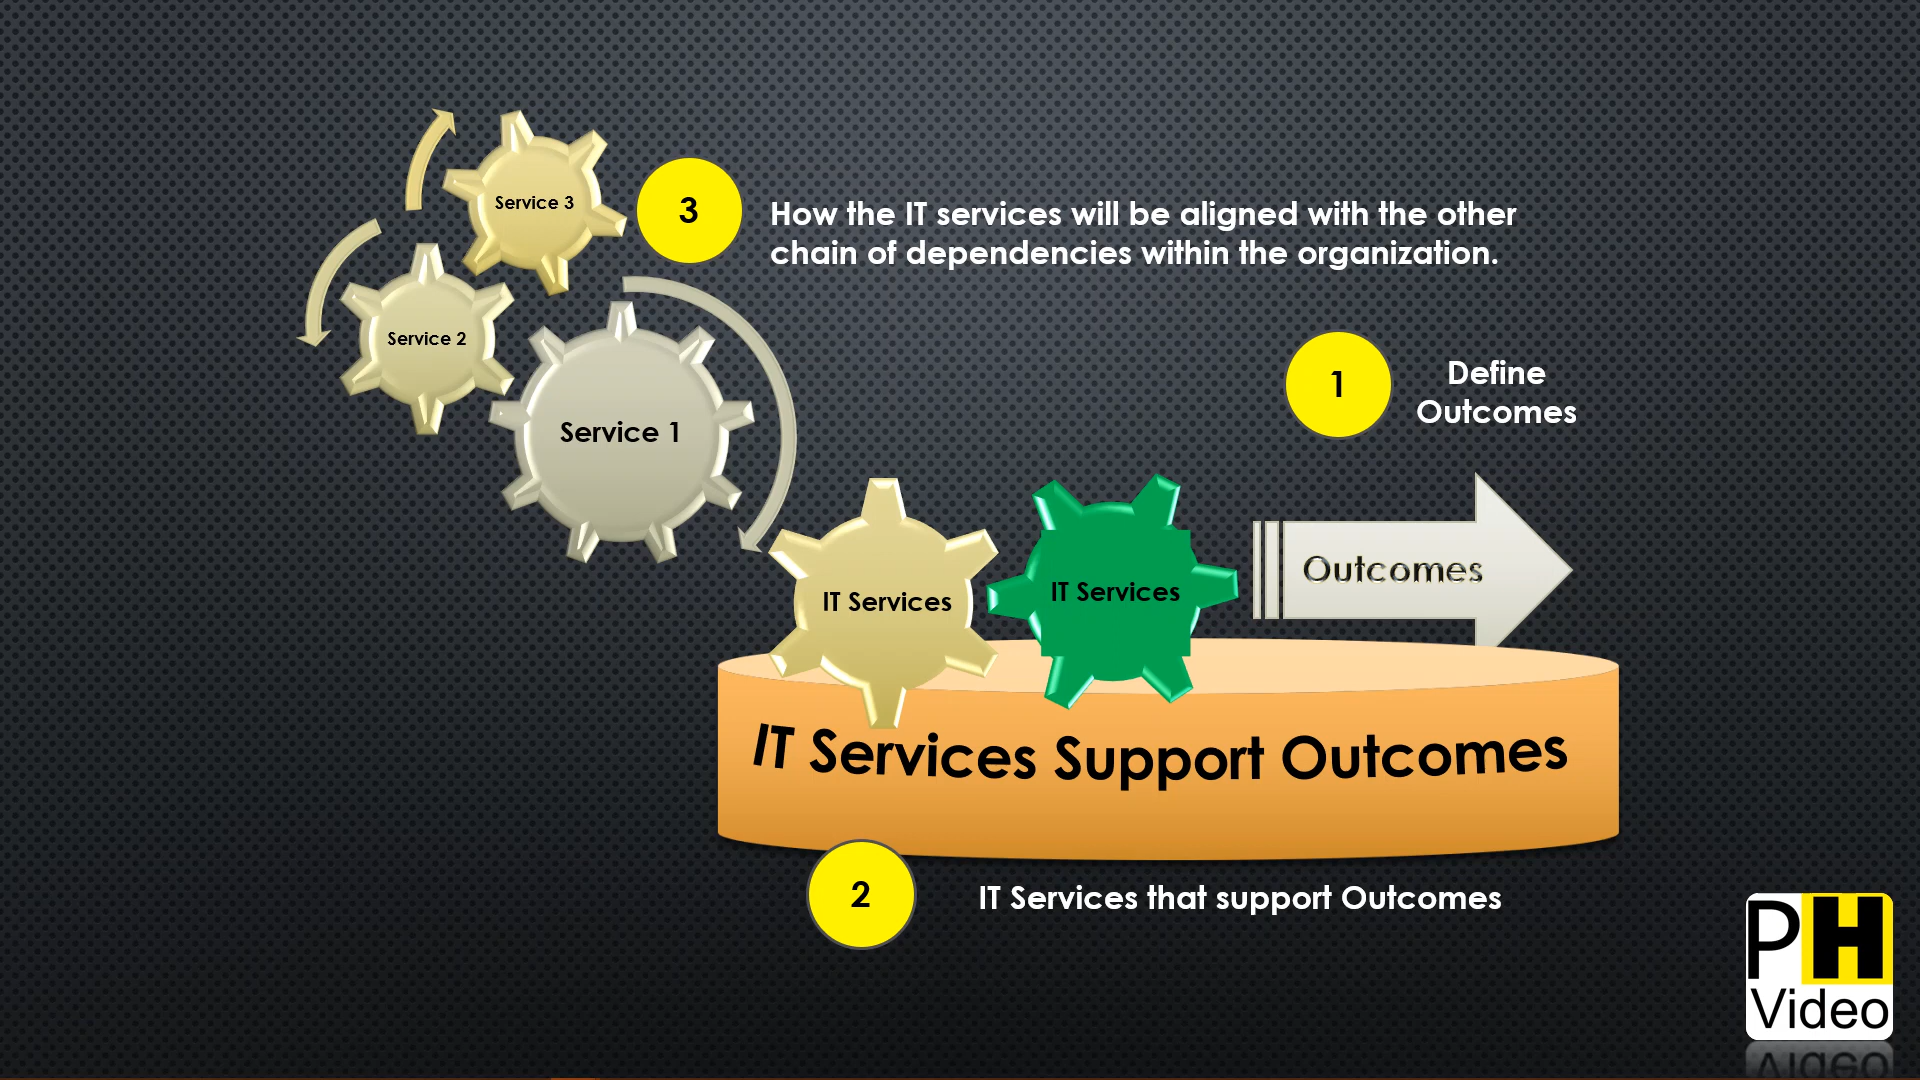 Service 3
3
How the IT services will be aligned with the other
chain of dependencies within the organization.
Service 2
Service 1
1
Define
Outcomes
IT Services
IT Services
Outcomes
IT Services Support Outcomes
2
IT Services that support Outcomes
PH
Video